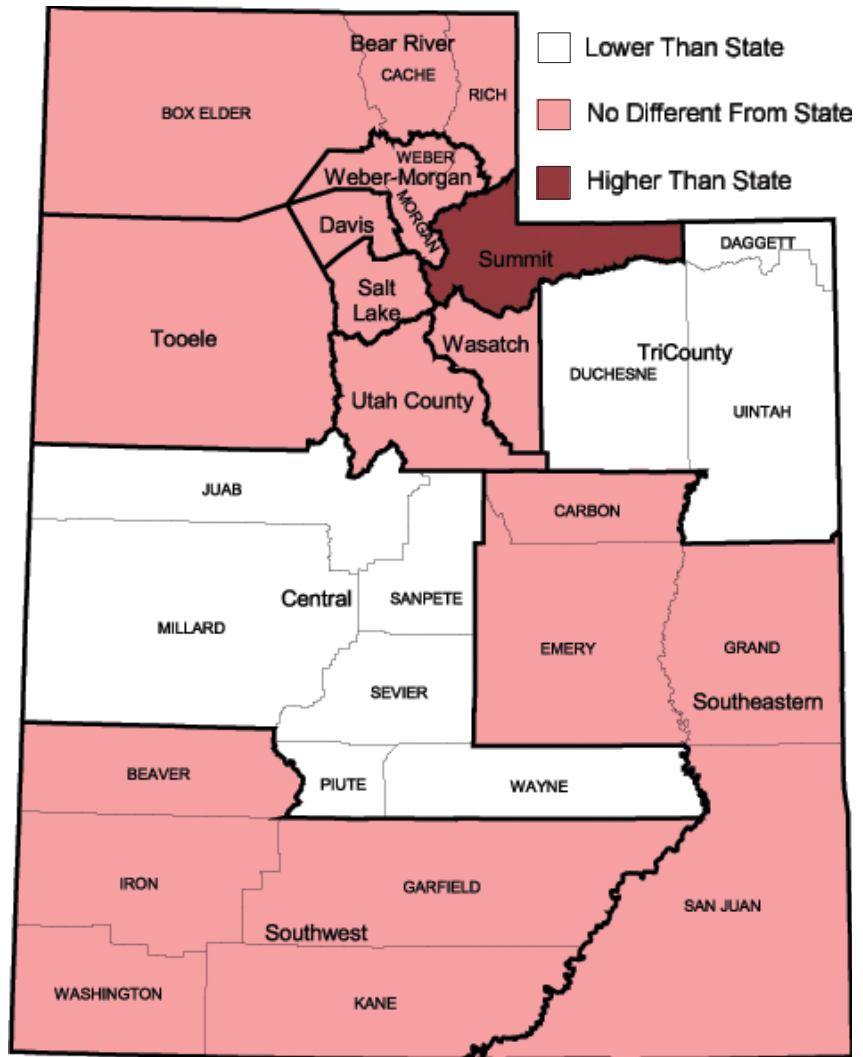 Bear River
CACHE
RICH
BOX ELDER
Lower Than State
No Different From State
Higher Than State
WEBER
Weber-Morgan
MORGAN
Davis
Summit
DAGGETT
Salt
Lake
Tooele
Wasatch
TriCounty
DUCHESNE
Utah County
UINTAH
JUAB
CARBON
Central
SANPETE
MILLARD
EMERY
GRAND
SEVIER
Southeastern
BEAVER
PIUTE
WAYNE
IRON
GARFIELD
SAN JUAN
Southwest
WASHINGTON
KANE